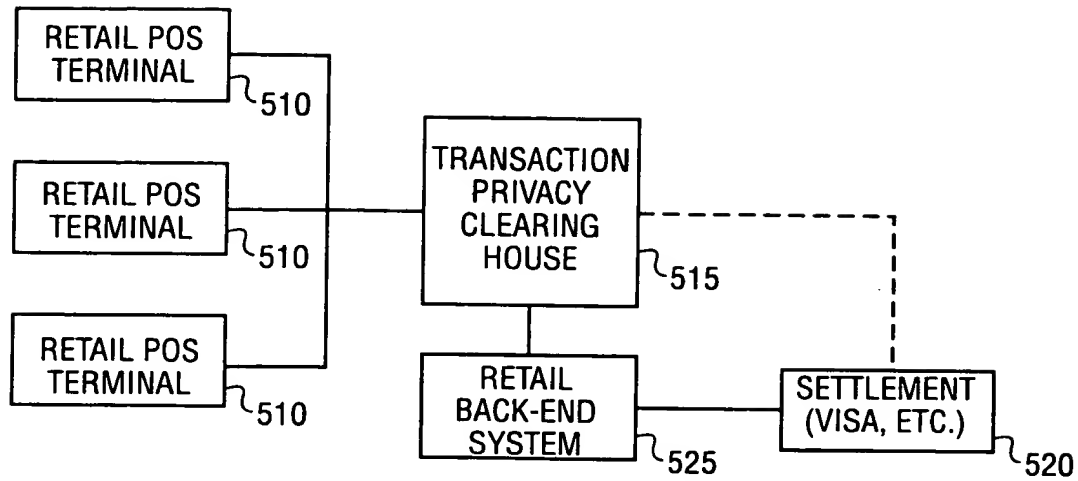 RETAIL POS
TERMINAL
510
RETAIL POS
TERMINAL
510
RETAIL POS
TERMINAL
510
TRANSACTION
PRIVACY
CLEARING
HOUSE
515
RETAIL
BACK-END
SYSTEM
525
SETTLEMENT
(VISA, ETC.)
520